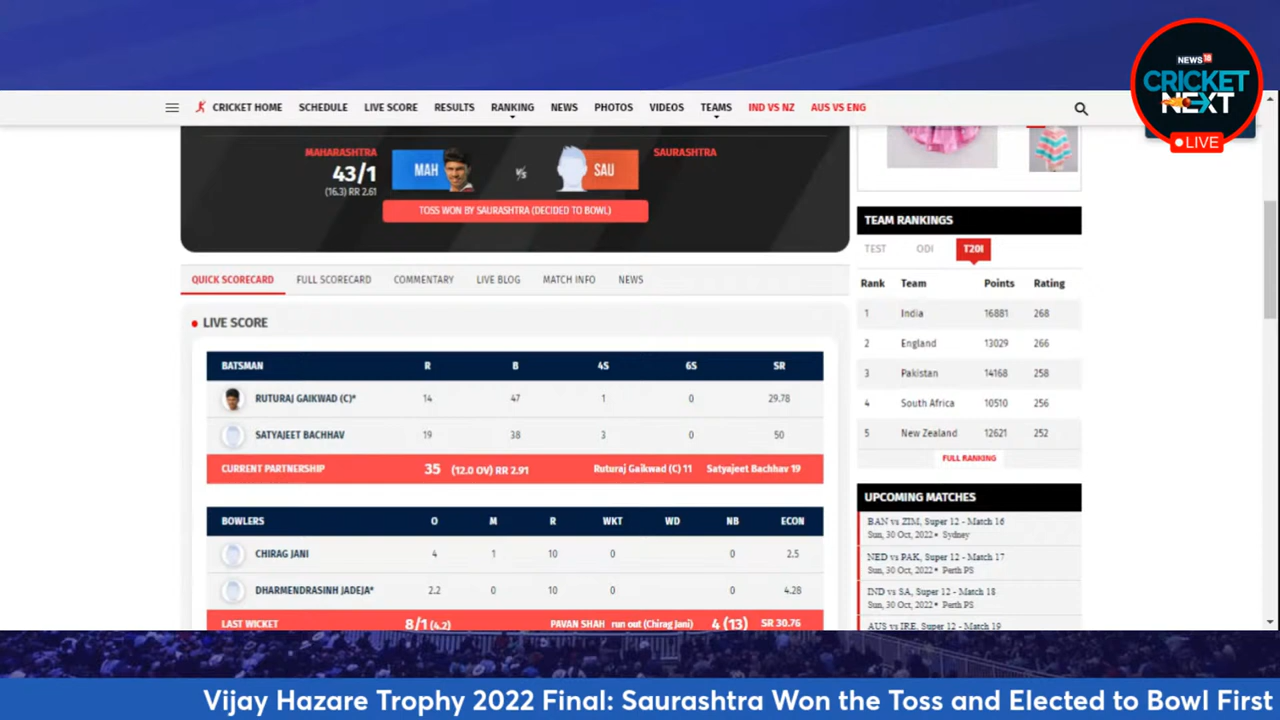 NEWS18
CRICKET
NEXT
LIVE
CRICKET HOME SCHEDULE LIVE SCORE RESULTS RANKING NEWS PHOTOS VIDEOS TEAMS IND VS NZ AUS VS ENG
MAHARASHTRA
43/1
(16.3) RR 2.61
MAH
V/S
SAU
SAURASHTRA
TOSS WON BY SAURASHTRA (DECIDED TO BOWL)
QUICK SCORECARD FULL SCORECARD COMMENTARY LIVE BLOG MATCH INFO NEWS
LIVE SCORE
BATSMAN R B 4S 6S SR
RUTURAJ GAIKWAD (C)* 14 47 1 0 29.78
SATYAJEET BACHHAV 19 38 3 0 50
CURRENT PARTNERSHIP 35 (12.0 OV) RR 2.91 Ruturaj Gaikwad (C) 11 Satyajeet Bachhav 19
BOWLERS O M R WKT WD NB ECON
CHIRAG JANI 4 1 10 0 0 2.5
DHARMENDRASINH JADEJA* 2.2 0 10 0 0 4.28
LAST WICKET 8/1 (4.2) PAVAN SHAH run out (Chirag Jani) 4 (13) SR 30.76
TEAM RANKINGS
TEST ODI T20I
Rank Team Points Rating
1 India 16881 268
2 England 13029 266
3 Pakistan 14168 258
4 South Africa 10510 256
5 New Zealand 12621 252
FULL RANKING
UPCOMING MATCHES
BAN vs ZIM, Super 12 - Match 16
Sun, 30 Oct, 2022• Sydney
NED vs PAK, Super 12 - Match 17
Sun, 30 Oct, 2022• Perth PS
IND vs SA, Super 12 - Match 18
Sun, 30 Oct, 2022• Perth PS
AUS vs IRE, Super 12 - Match 19
Vijay Hazare Trophy 2022 Final: Saurashtra Won the Toss and Elected to Bowl First